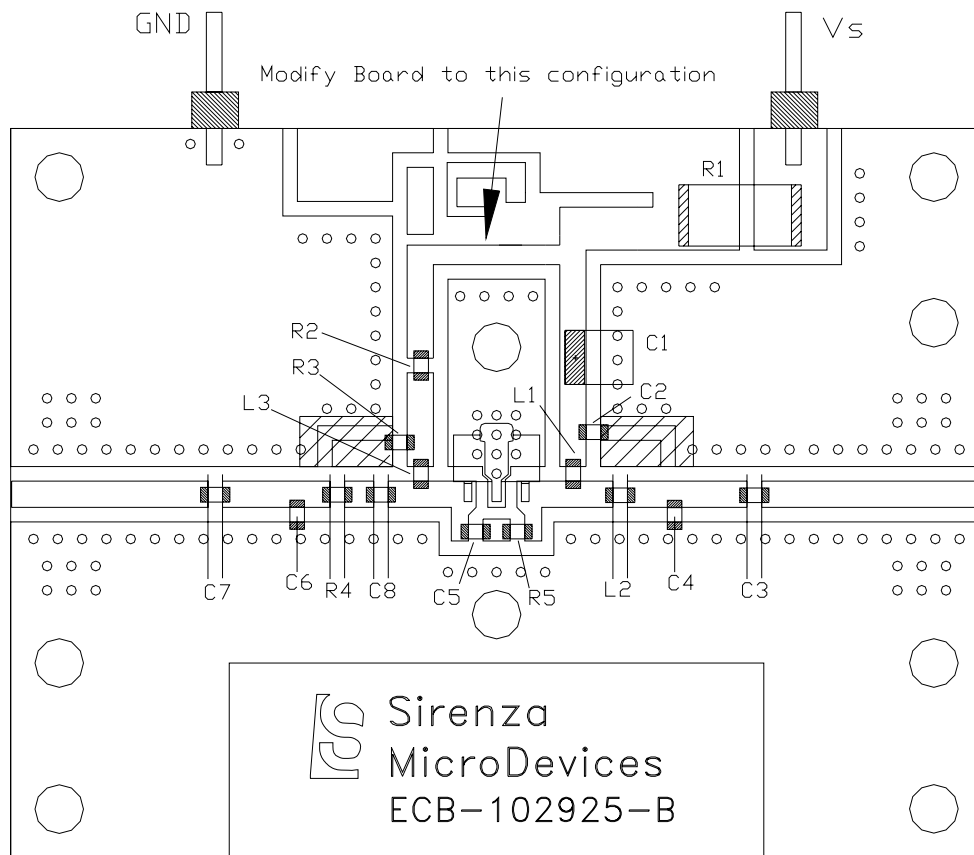 GND
Vs
Modify Board to this configuration
R1
R2
C1
R3
L3
L1
C2
C7
C6
R4
C8
C5
R5
L2
C4
C3
Sirenza
MicroDevices
ECB-102925-B